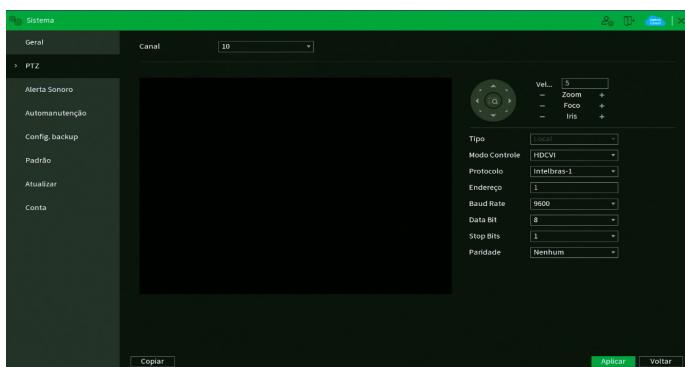 Sistema
Geral
PTZ
Alerta Sonoro
Automanutenção
Config. backup
Padrão
Atualizar
Conta
Canal 10
Vel... 5
− Zoom +
− Foco +
− Iris +
Tipo Local
Modo Controle HDCVI
Protocolo Intelbras-1
Endereço 1
Baud Rate 9600
Data Bit 8
Stop Bits 1
Paridade Nenhum
Copiar
Aplicar Voltar